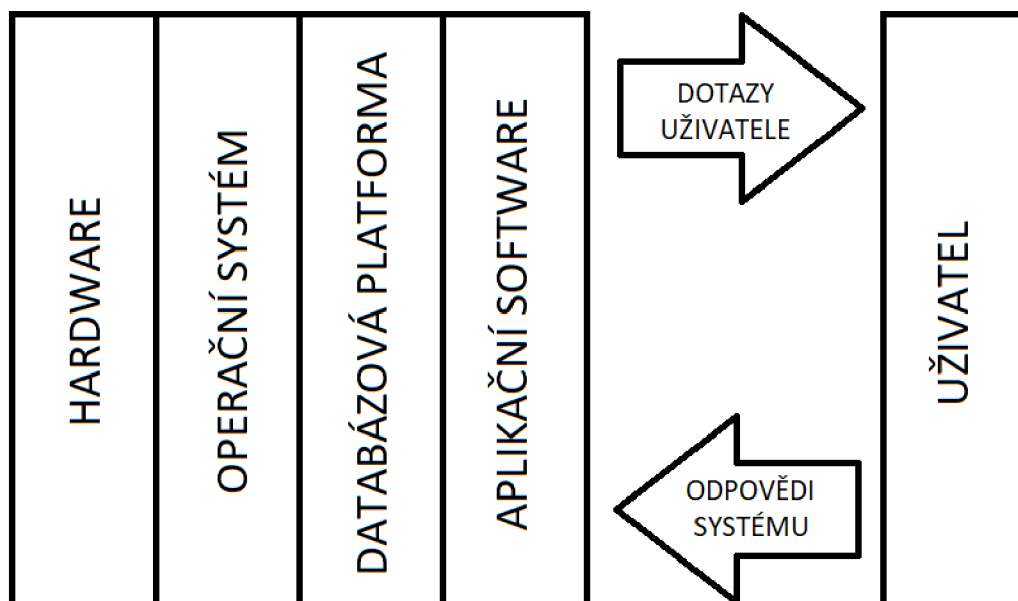 HARDWARE
OPERAČNÍ SYSTÉM
DATABÁZOVÁ PLATFORMA
APLIKAČNÍ SOFTWARE
DOTAZY
UŽIVATELE
ODPOVĚDI
SYSTÉMU
UŽIVATEL